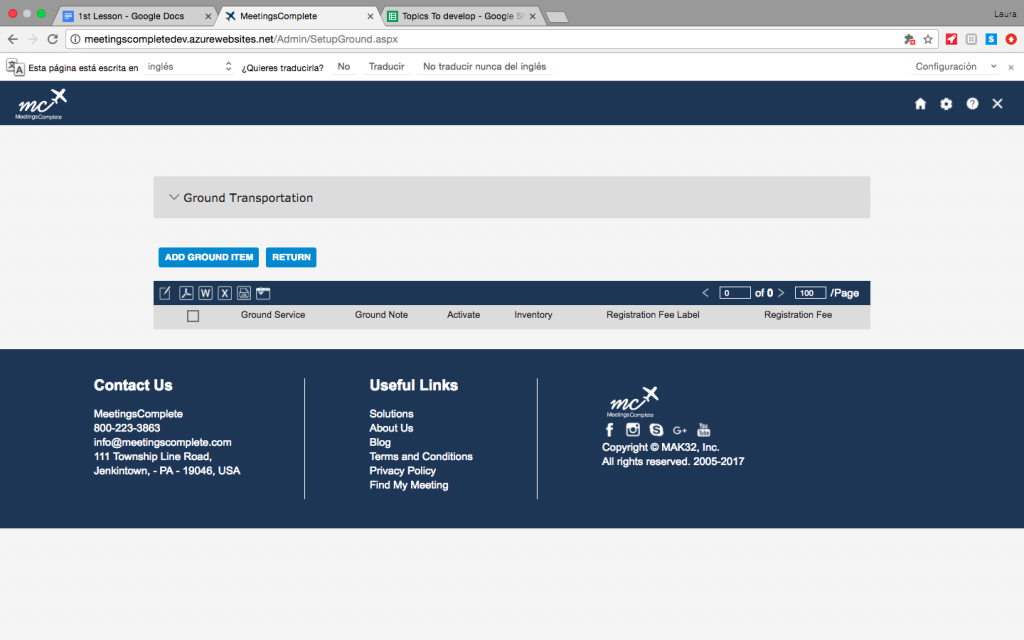 1st Lesson - Google Docs
MeetingsComplete
Topics To develop - Google Sh
Laura
meetingscompletedev.azurewebsites.net/Admin/SetupGround.aspx
Esta página está escrita en inglés ¿Quieres traducirla? No Traducir No traducir nunca del inglés Configuración
mc
MeetingsComplete
Ground Transportation
ADD GROUND ITEM RETURN
W X 0 of 0 100 /Page
Ground Service Ground Note Activate Inventory Registration Fee Label Registration Fee
Contact Us
MeetingsComplete
800-223-3863
info@meetingscomplete.com
111 Township Line Road,
Jenkintown, - PA - 19046, USA
Useful Links
Solutions
About Us
Blog
Terms and Conditions
Privacy Policy
Find My Meeting
mc
MeetingsComplete
f S G+ You Tube
Copyright © MAK32, Inc.
All rights reserved. 2005-2017